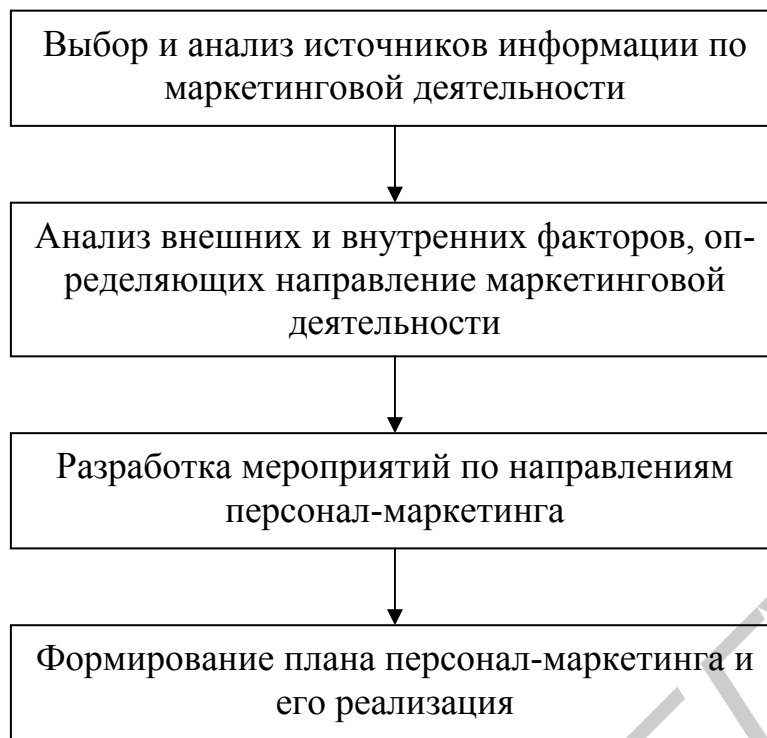 Выбор и анализ источников информации по
маркетинговой деятельности
Анализ внешних и внутренних факторов, оп-
ределяющих направление маркетинговой
деятельности
Разработка мероприятий по направлениям
персонал-маркетинга
Формирование плана персонал-маркетинга и
его реализация